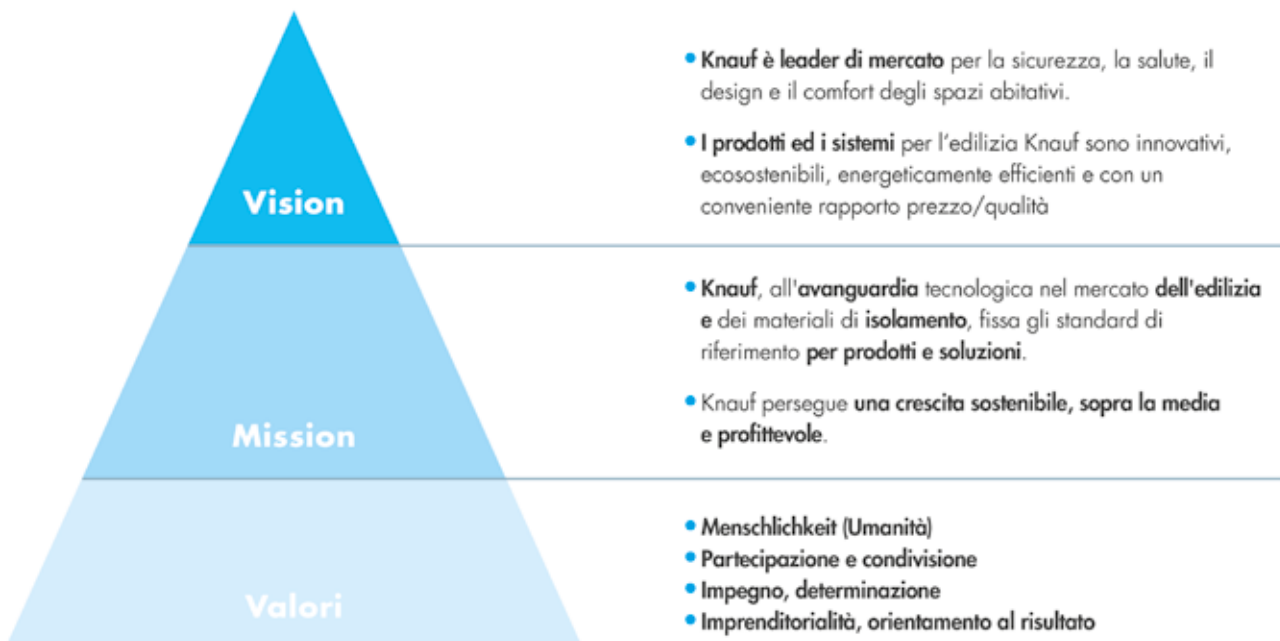 Vision
Knauf è leader di mercato per la sicurezza, la salute, il
design e il comfort degli spazi abitativi.
I prodotti ed i sistemi per l'edilizia Knauf sono innovativi,
ecosostenibili, energeticamente efficienti e con un
conveniente rapporto prezzo/qualità
Mission
Knauf, all'avanguardia tecnologica nel mercato dell'edilizia
e dei materiali di isolamento, fissa gli standard di
riferimento per prodotti e soluzioni.
Knauf persegue una crescita sostenibile, sopra la media
e profittevole.
Valori
Menschlichkeit (Umanità)
Partecipazione e condivisione
Impegno, determinazione
Imprenditorialità, orientamento al risultato